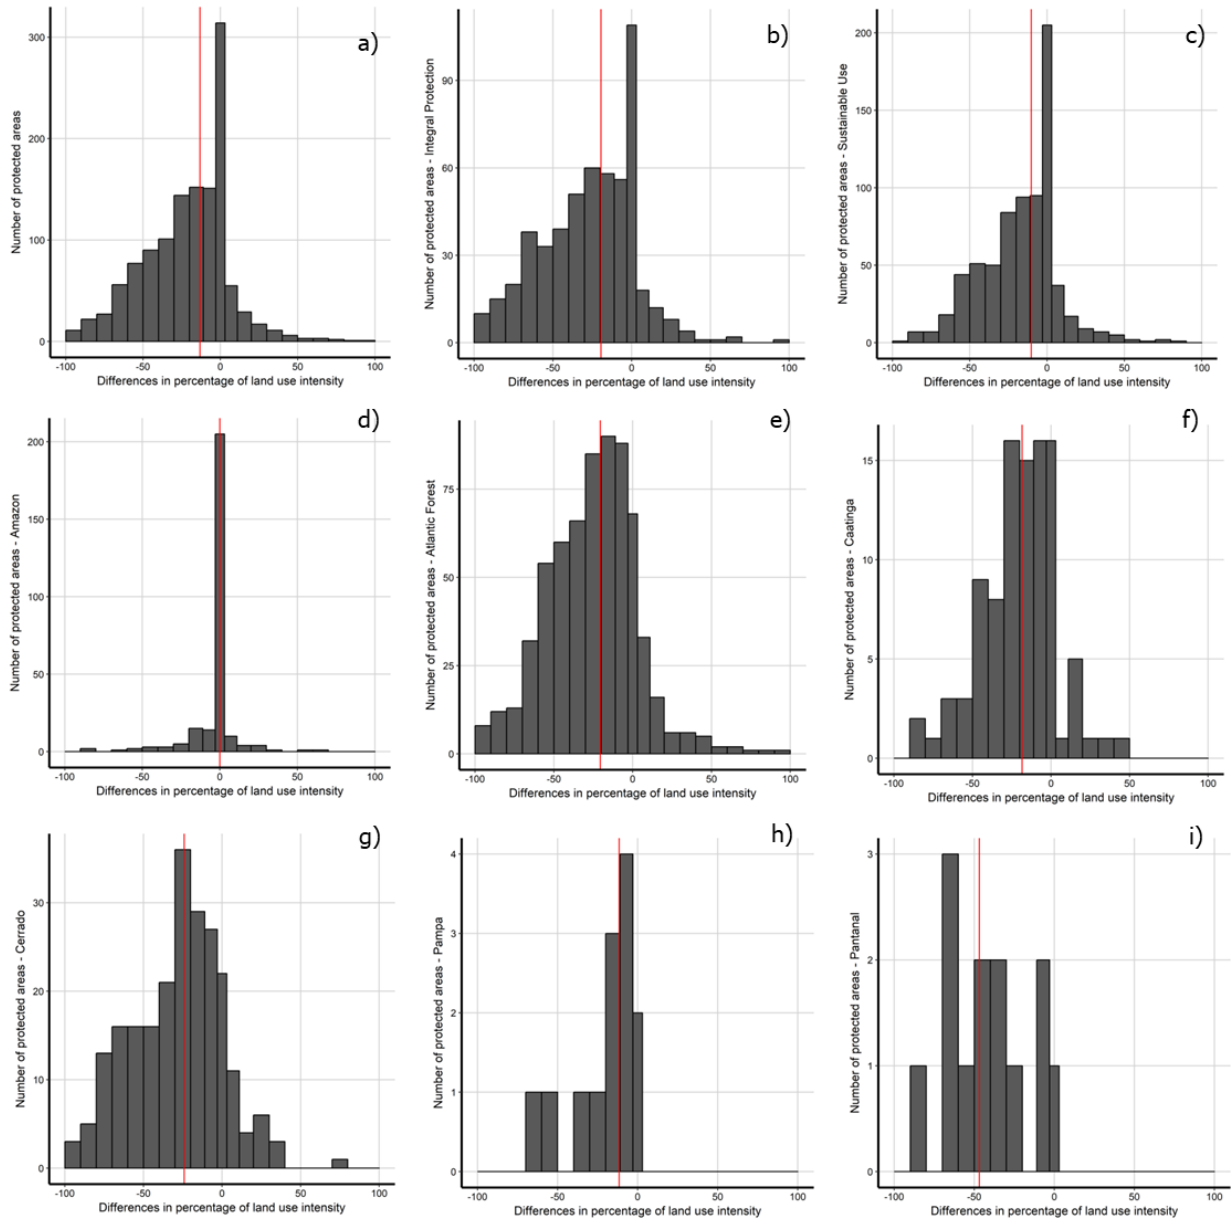 a)
Number of protected areas
300
200
100
0
-100 -50 0 50 100
Differences in percentage of land use intensity
b)
Number of protected areas - Integral Protection
90
60
30
0
-100 -50 0 50 100
Differences in percentage of land use intensity
c)
Number of protected areas - Sustainable Use
200
150
100
50
0
-100 -50 0 50 100
Differences in percentage of land use intensity
d)
Number of protected areas - Amazon
200
150
100
50
0
-100 -50 0 50 100
Differences in percentage of land use intensity
e)
Number of protected areas - Atlantic Forest
75
50
25
0
-100 -50 0 50 100
Differences in percentage of land use intensity
f)
Number of protected areas - Caatinga
15
10
5
0
-100 -50 0 50 100
Differences in percentage of land use intensity
g)
Number of protected areas - Cerrado
30
20
10
0
-100 -50 0 50 100
Differences in percentage of land use intensity
h)
Number of protected areas - Pampa
4
3
2
1
0
-100 -50 0 50 100
Differences in percentage of land use intensity
i)
Number of protected areas - Pantanal
3
2
1
0
-100 -50 0 50 100
Differences in percentage of land use intensity